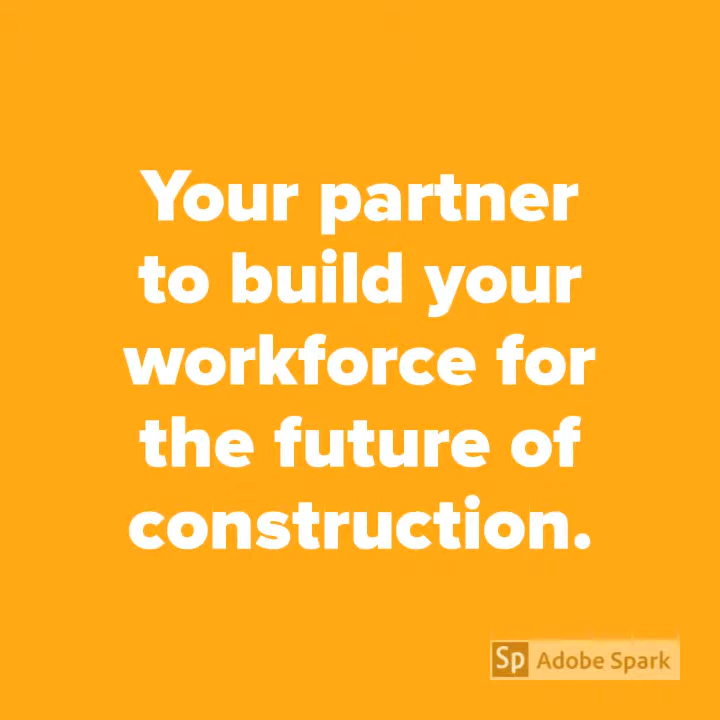 Your partner
to build your
workforce for
the future of
construction.
Sp Adobe Spark